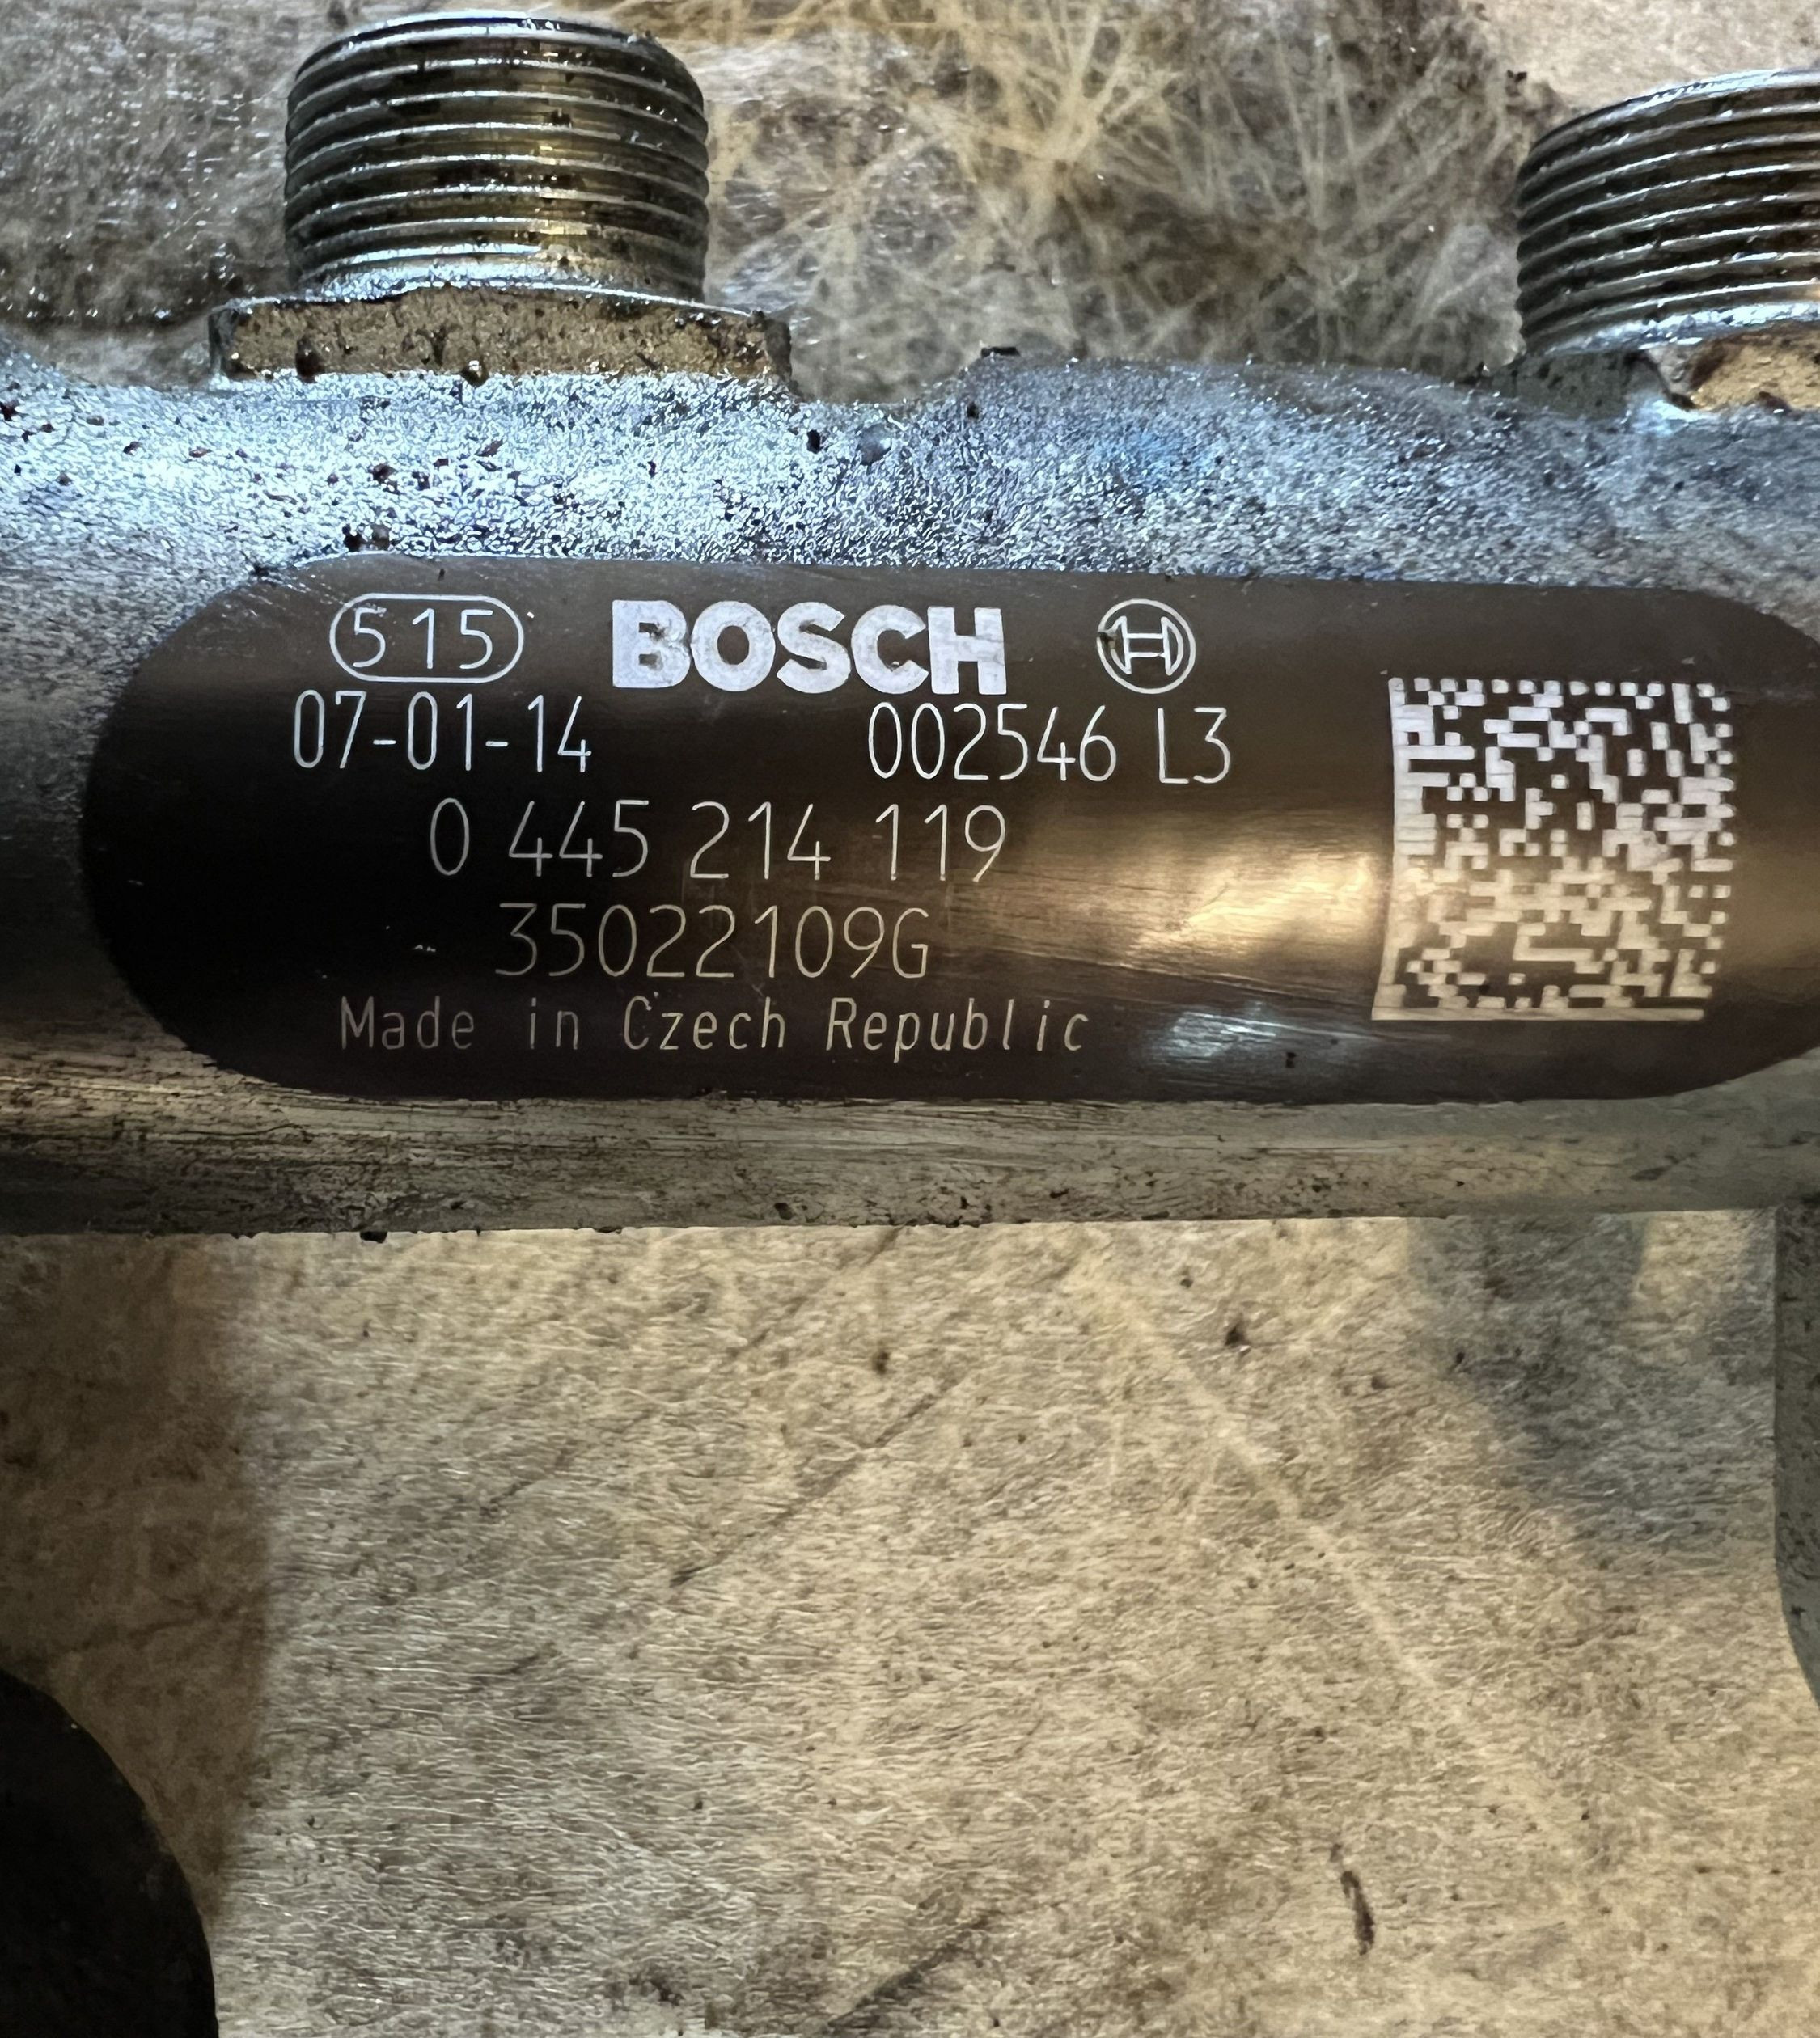 515 BOSCH
07-01-14 002546 L3
0 445 214 119
35022109G
Made in Czech Republic